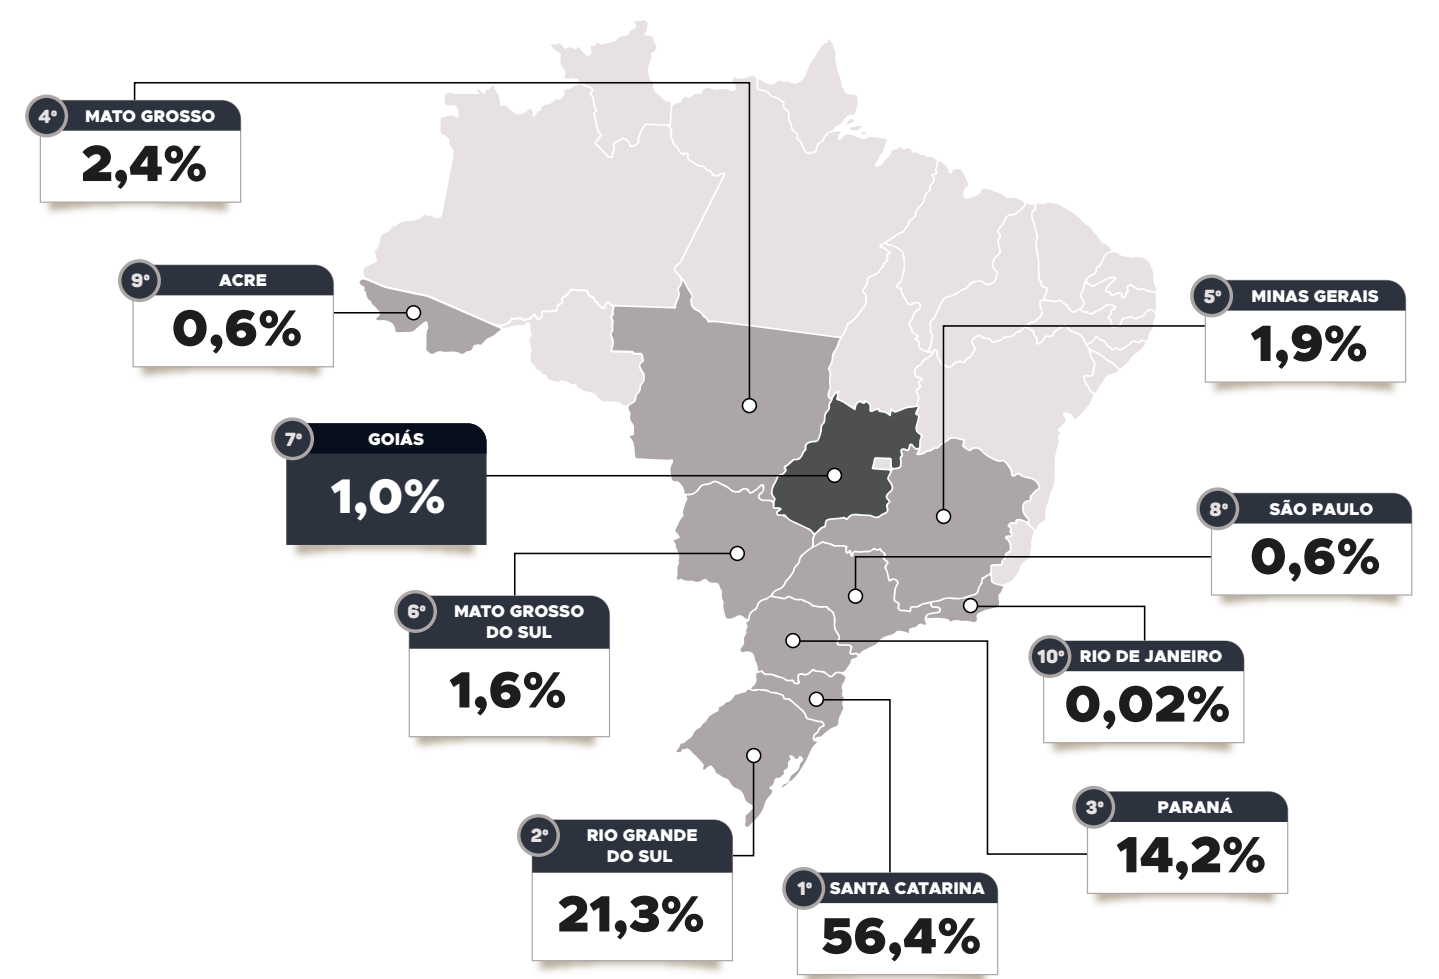 4º
MATO GROSSO
2,4%
9º
ACRE
0,6%
5º
MINAS GERAIS
1,9%
7º
GOIÁS
1,0%
8º
SÃO PAULO
0,6%
6º
MATO GROSSO
DO SUL
1,6%
10º
RIO DE JANEIRO
0,02%
3º
PARANÁ
14,2%
2º
RIO GRANDE
DO SUL
21,3%
1º
SANTA CATARINA
56,4%